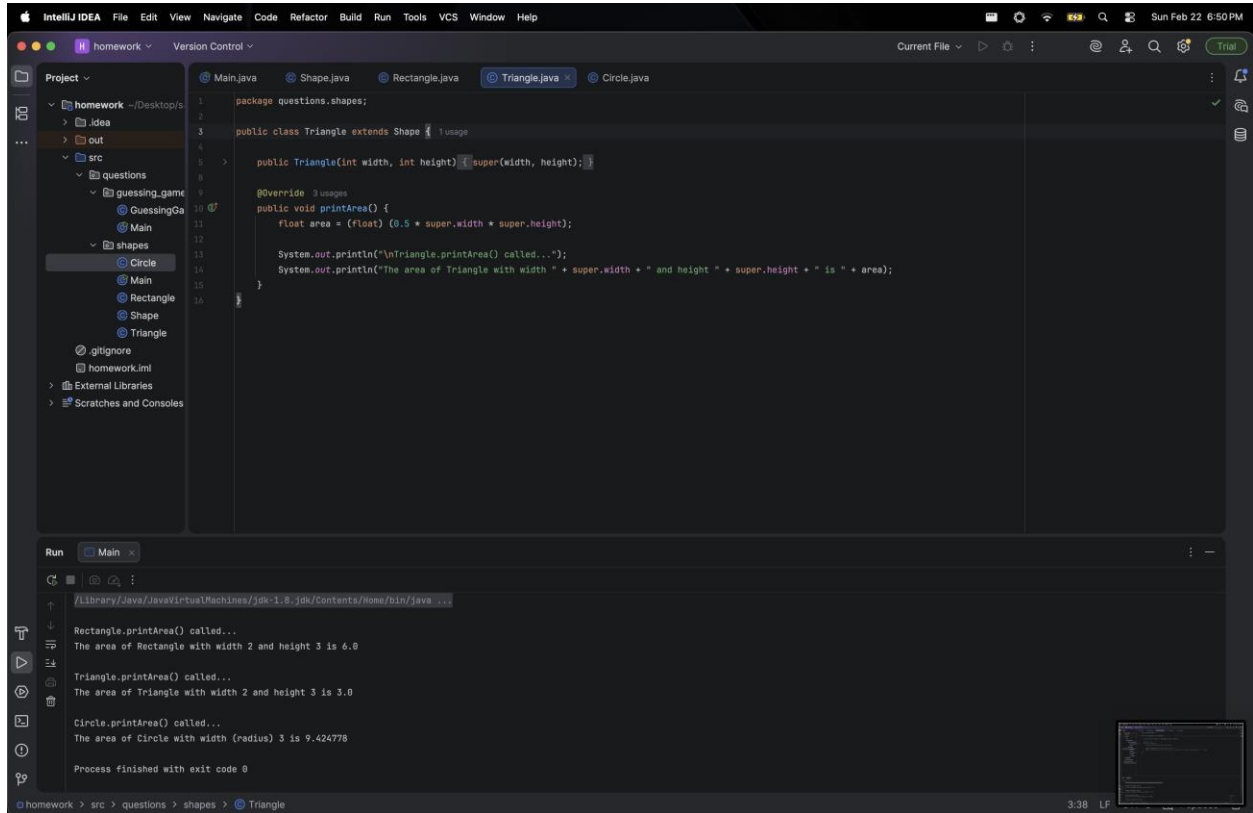 IntelliJ IDEA File Edit View Navigate Code Refactor Build Run Tools VCS Window Help
Sun Feb 22 6:50 PM
H homework Version Control
Current File
Trial
Project
Main.java Shape.java Rectangle.java Triangle.java Circle.java
homework ~/Desktop/s
.idea
out
src
questions
guessing_game
GuessingGa
Main
shapes
Circle
Main
Rectangle
Shape
Triangle
.gitignore
homework.iml
External Libraries
Scratches and Consoles
1 package questions.shapes;
2
3 public class Triangle extends Shape { 1 usage
4
5 public Triangle(int width, int height) { super(width, height); }
8
9 @Override 3 usages
10 public void printArea() {
11 float area = (float) (0.5 * super.width * super.height);
12
13 System.out.println("\nTriangle.printArea() called...");
14 System.out.println("The area of Triangle with width " + super.width + " and height " + super.height + " is " + area);
15 }
16 }
Run Main
/Library/Java/JavaVirtualMachines/jdk-1.8.jdk/Contents/Home/bin/java ...
Rectangle.printArea() called...
The area of Rectangle with width 2 and height 3 is 6.0
Triangle.printArea() called...
The area of Triangle with width 2 and height 3 is 3.0
Circle.printArea() called...
The area of Circle with width (radius) 3 is 9.424778
Process finished with exit code 0
homework > src > questions > shapes > Triangle
3:38 LF